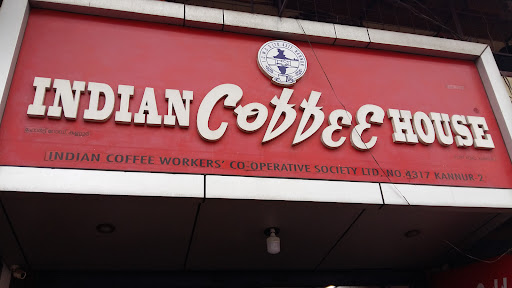 INDIAN COFFEE HOUSE
INDIAN COFFEE WORKERS' CO-OPERATIVE SOCIETY LTD. NO 4317 KANNUR 2